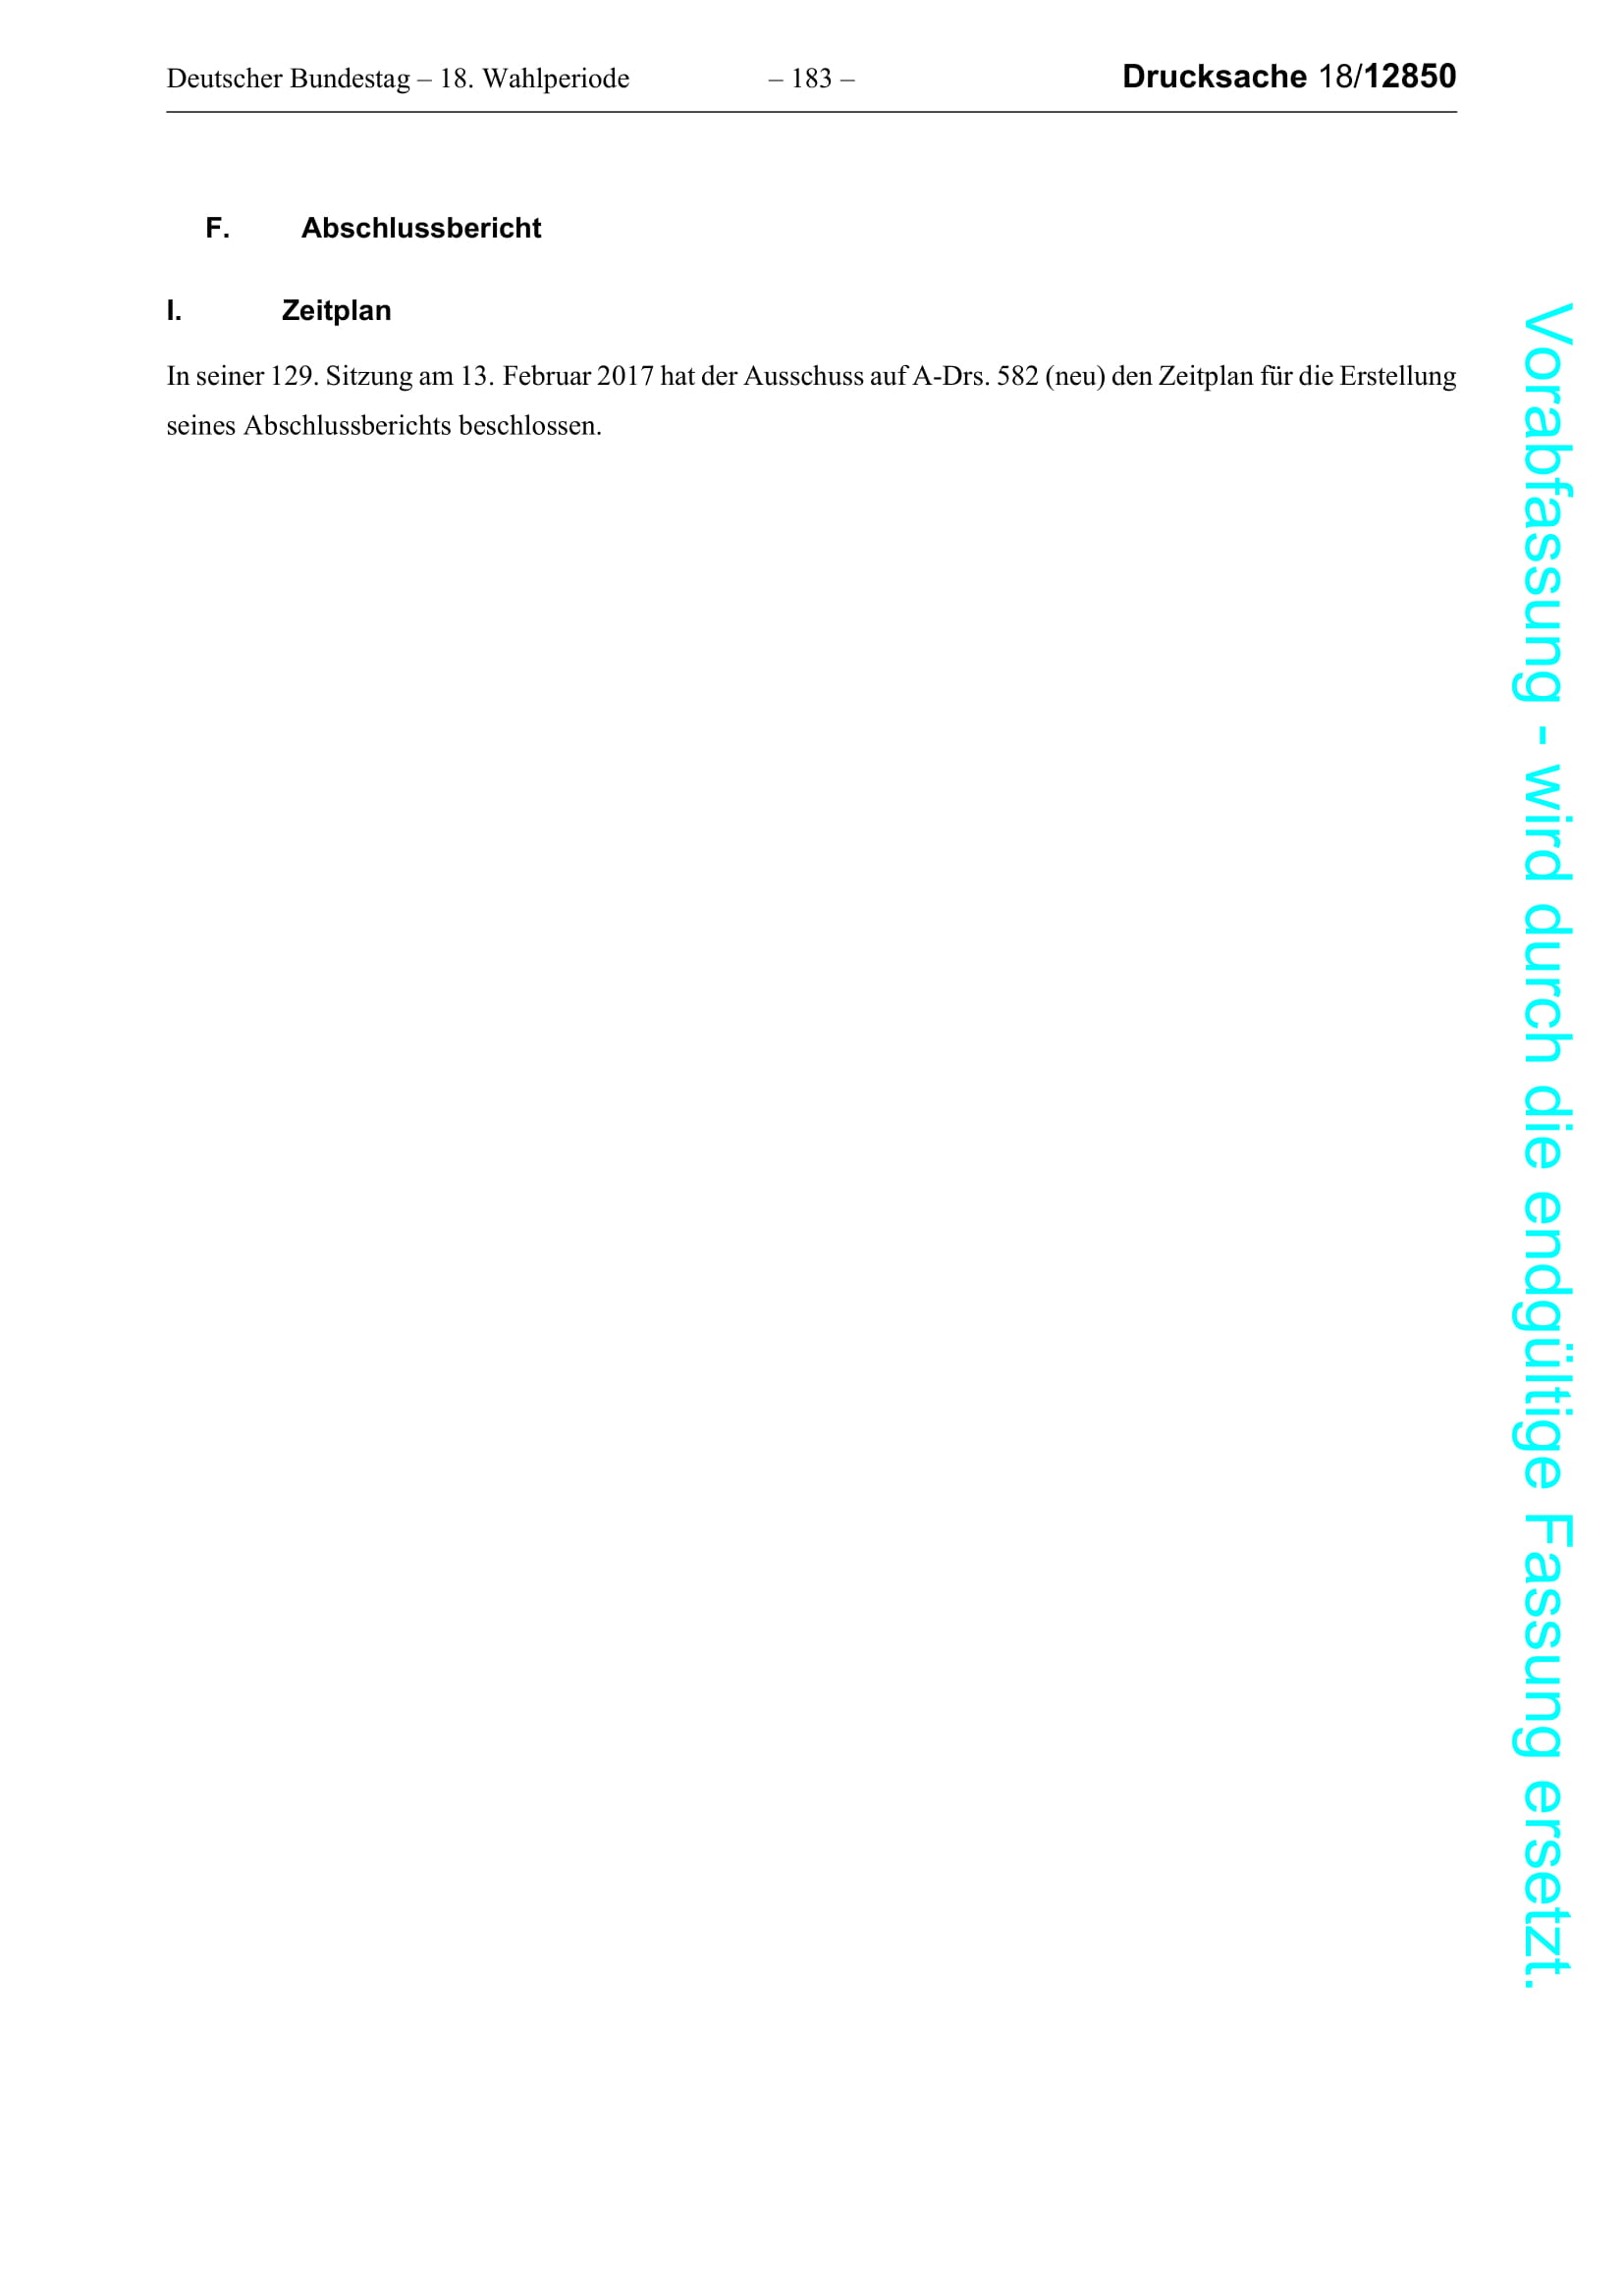 Deutscher Bundestag – 18. Wahlperiode – 183 – Drucksache 18/12850
F. Abschlussbericht
I. Zeitplan
In seiner 129. Sitzung am 13. Februar 2017 hat der Ausschuss auf A-Drs. 582 (neu) den Zeitplan für die Erstellung
seines Abschlussberichts beschlossen.
Vorabfassung - wird durch die endgültige Fassung ersetzt.